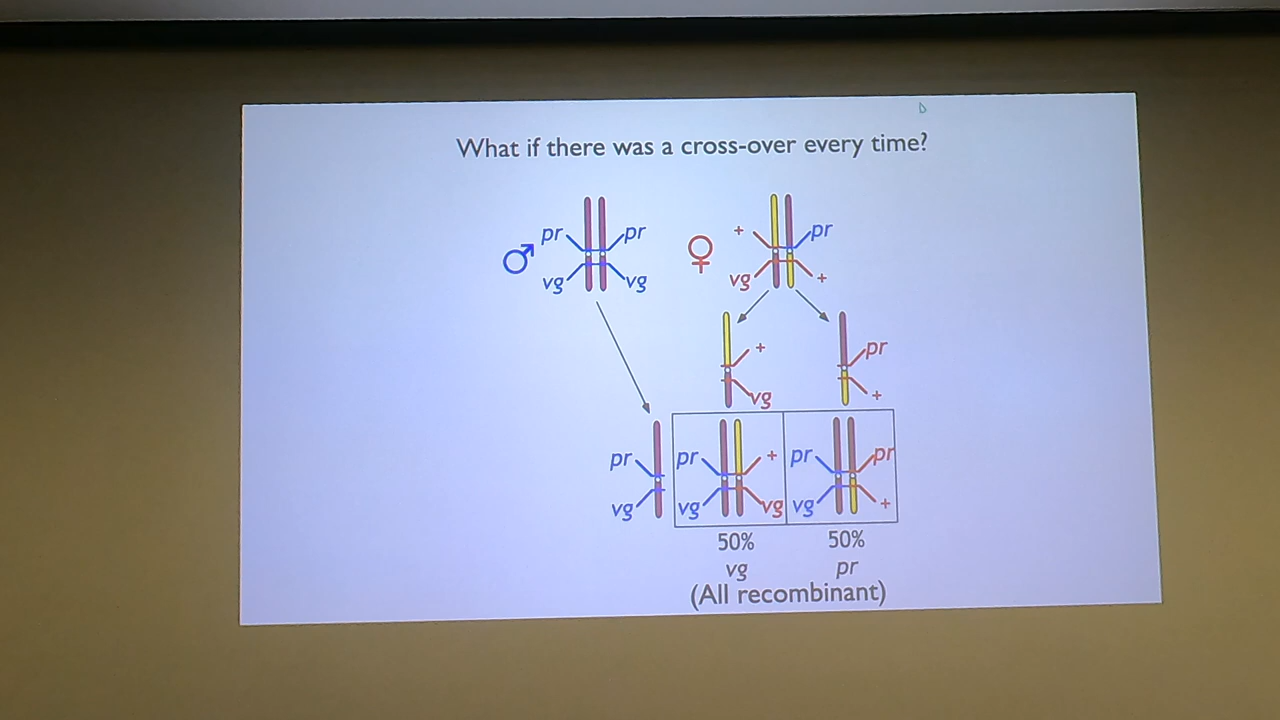 What if there was a cross-over every time?
♂ pr pr ♀ + pr
vg vg vg +
+ pr
vg +
pr pr + pr pr
vg vg vg vg +
50% 50%
vg pr
(All recombinant)